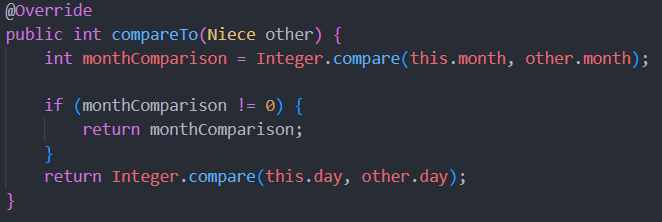 @Override
public int compareTo(Niece other) {
    int monthComparison = Integer.compare(this.month, other.month);

    if (monthComparison != 0) {
        return monthComparison;
    }
    return Integer.compare(this.day, other.day);
}